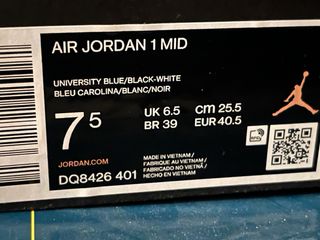 AIR JORDAN 1 MID
UNIVERSITY BLUE/BLACK-WHITE
BLEU CAROLINA/BLANC/NOIR
7.5
UK 6.5 cm 25.5
BR 39 EUR 40.5
JORDAN.COM
MADE IN VIETNAM /
FABRIQUÉ AU VIETNAM /
FABRICADO NO VIETNÃ /
HECHO EN VIETNAM
DQ8426 401